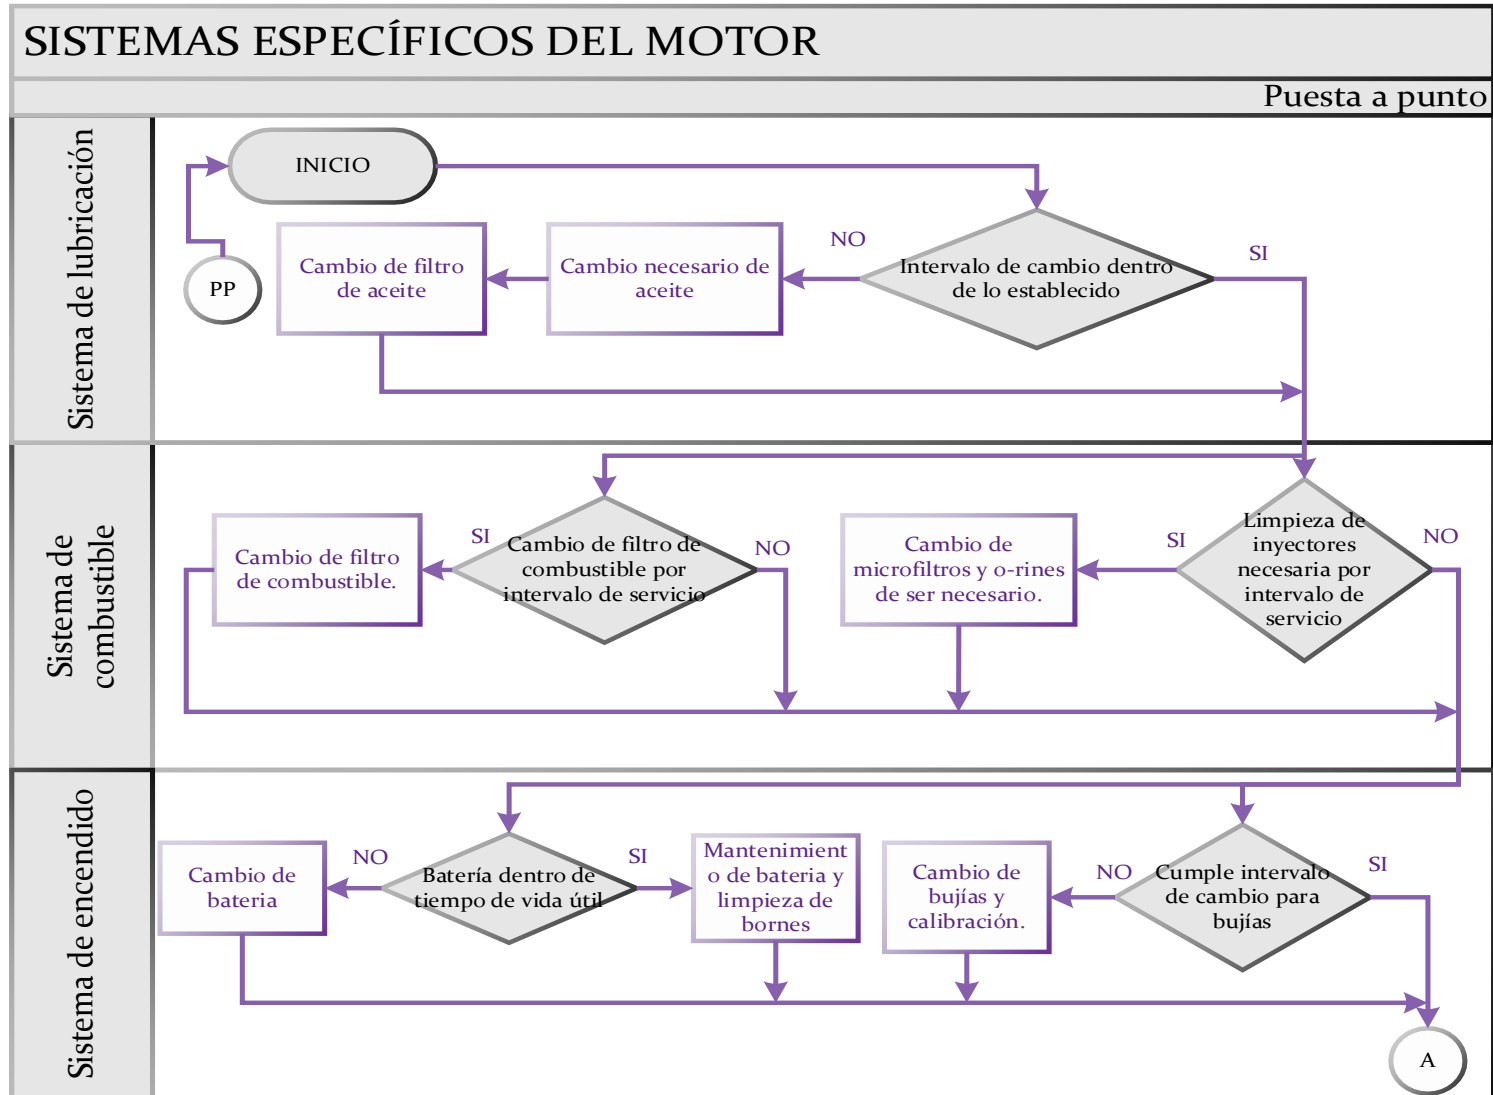 SISTEMAS ESPECÍFICOS DEL MOTOR
Puesta a punto
Sistema de lubricación
INICIO
PP
Cambio de filtro
de aceite
Cambio necesario de
aceite
NO
Intervalo de cambio dentro
de lo establecido
SI
Sistema de
combustible
Cambio de filtro
de combustible.
SI
Cambio de filtro de
combustible por
intervalo de servicio
NO
Cambio de
microfiltros y o-rines
de ser necesario.
SI
Limpieza de
inyectores
necesaria por
intervalo de
servicio
NO
Sistema de encendido
Cambio de
bateria
NO
Batería dentro de
tiempo de vida útil
SI
Mantenimient
o de bateria y
limpieza de
bornes
Cambio de
bujías y
calibración.
NO
Cumple intervalo
de cambio para
bujías
SI
A